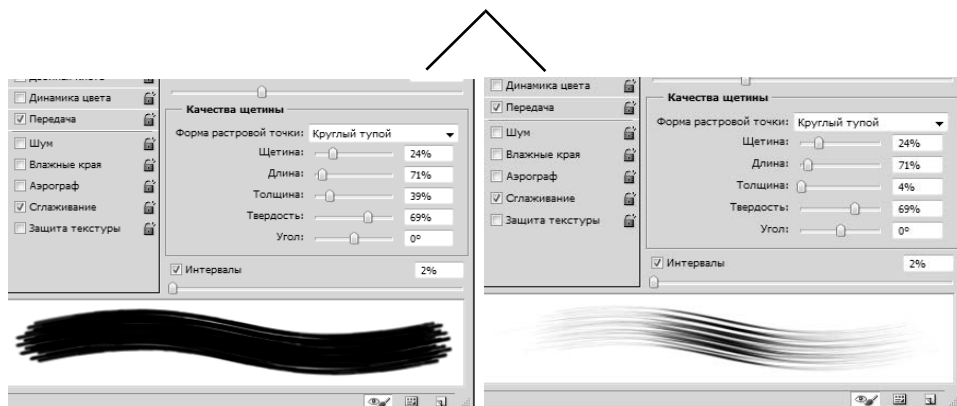 Динамика цвета
Передача
Шум
Влажные края
Аэрограф
Сглаживание
Защита текстуры
Качества щетины
Форма растровой точки: Круглый тупой
Щетина: 24%
Длина: 71%
Толщина: 39%
Твердость: 69%
Угол: 0º
Интервалы 2%
Динамика цвета
Передача
Шум
Влажные края
Аэрограф
Сглаживание
Защита текстуры
Качества щетины
Форма растровой точки: Круглый тупой
Щетина: 24%
Длина: 71%
Толщина: 4%
Твердость: 69%
Угол: 0º
Интервалы 2%